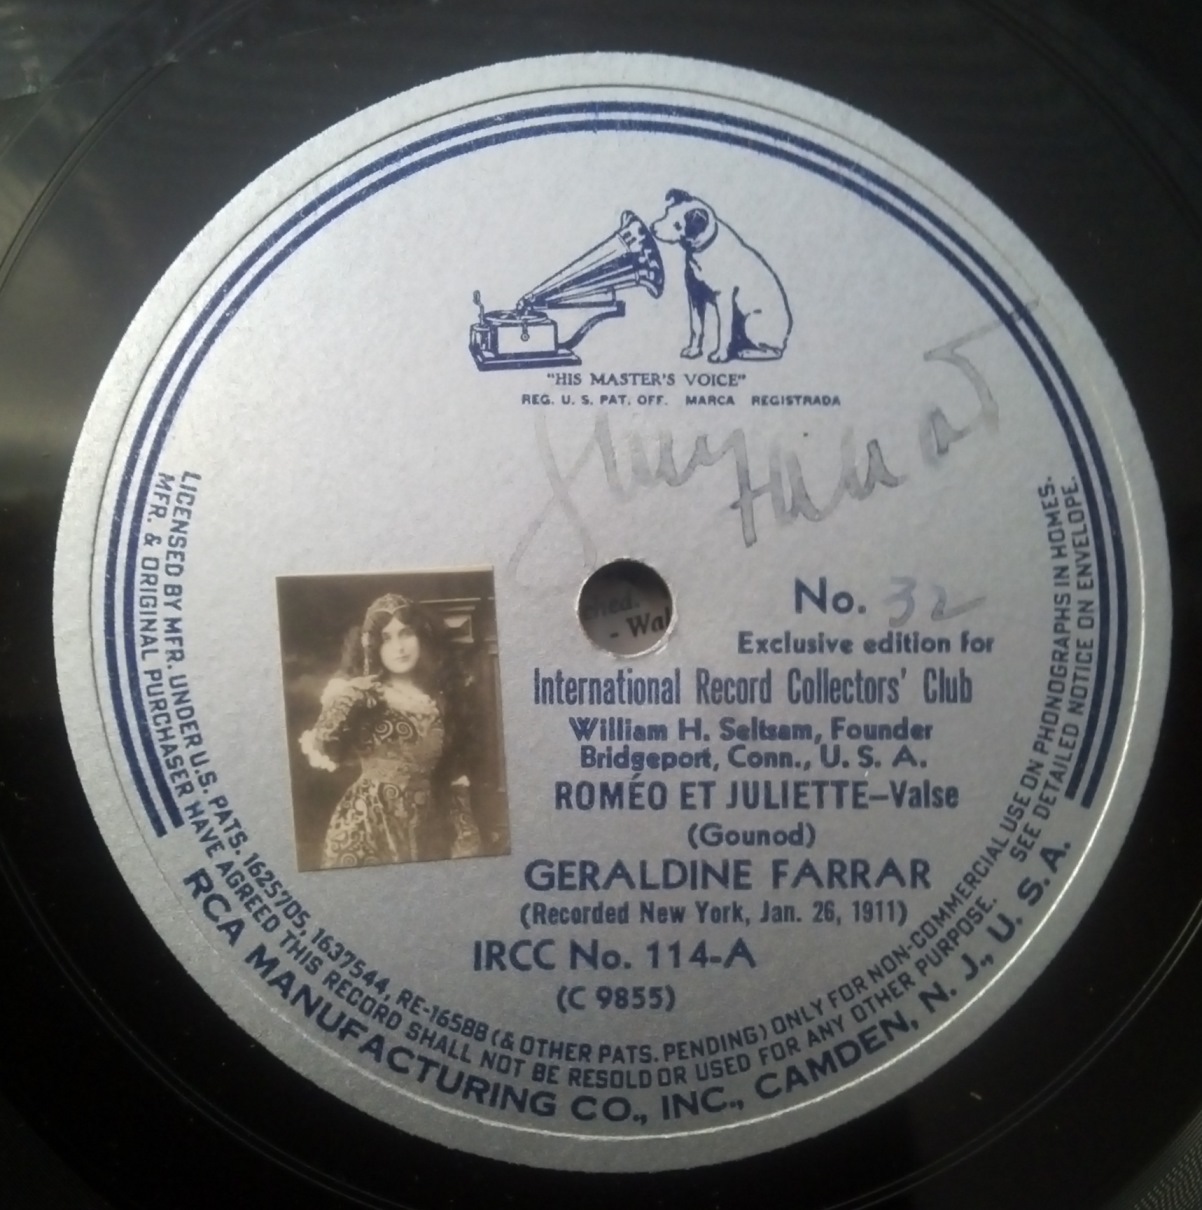 "HIS MASTER'S VOICE"
REG. U. S. PAT. OFF. MARCA REGISTRADA
No. 32
Exclusive edition for
International Record Collectors' Club
William H. Seltsam, Founder
Bridgeport, Conn., U. S. A.
ROMÉO ET JULIETTE–Valse
(Gounod)
GERALDINE FARRAR
(Recorded New York, Jan. 26, 1911)
IRCC No. 114-A
(C 9855)
LICENSED BY MFR. UNDER U.S. PATS. 1625705, 1637544, RE-16588 (& OTHER PATS. PENDING) ONLY FOR NON-COMMERCIAL USE ON PHONOGRAPHS IN HOMES.
MFR. & ORIGINAL PURCHASER HAVE AGREED THIS RECORD SHALL NOT BE RESOLD OR USED FOR ANY OTHER PURPOSE. SEE DETAILED NOTICE ON ENVELOPE.
RCA MANUFACTURING CO., INC., CAMDEN, N. J., U. S. A.